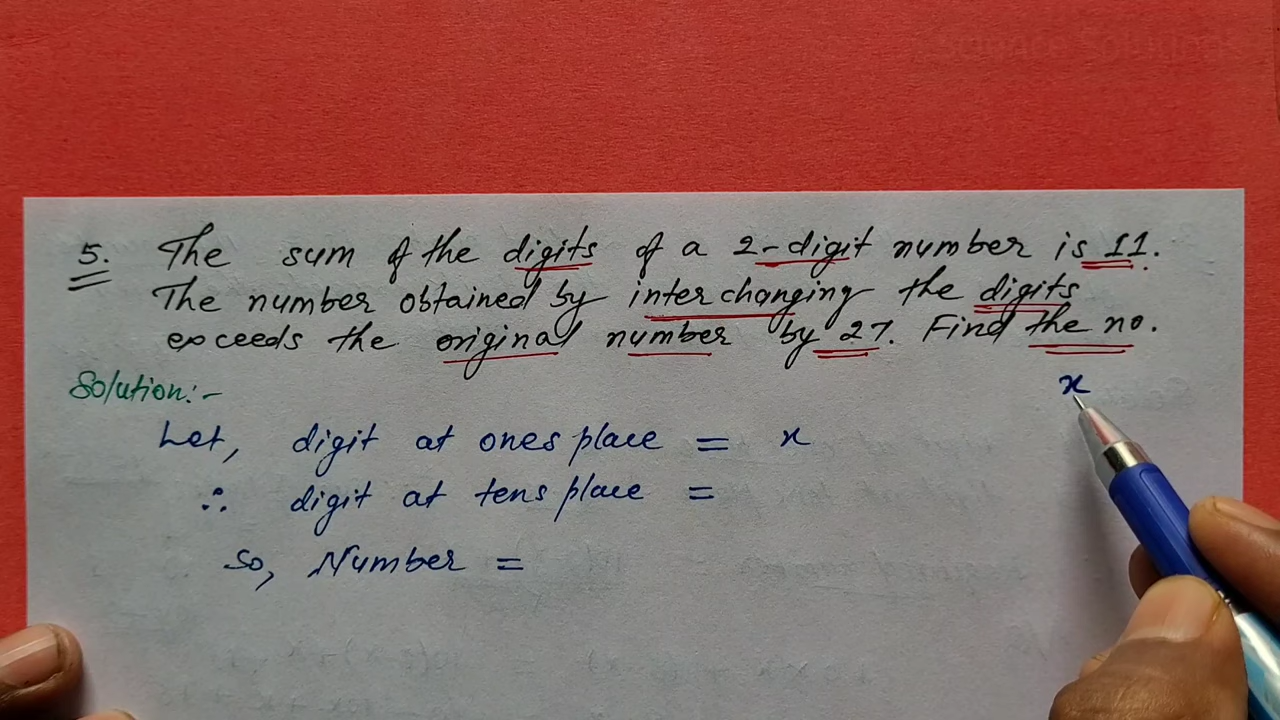 5. The sum of the digits of a 2-digit number is 11.
The number obtained by interchanging the digits
exceeds the original number by 27. Find the no.
Solution:-
x
Let, digit at ones place = x
∴ digit at tens place =
So, Number =